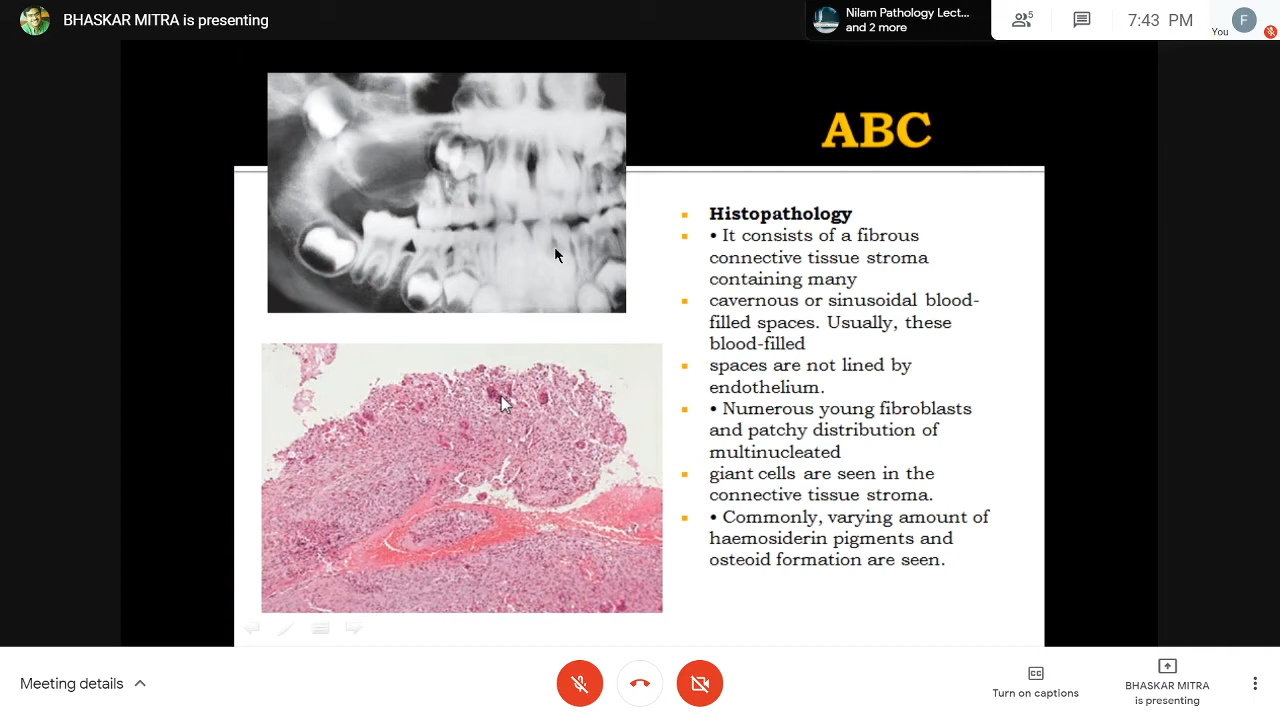 BHASKAR MITRA is presenting
Nilam Pathology Lect...
and 2 more
5
7:43 PM
You
F
ABC
Histopathology
• It consists of a fibrous
connective tissue stroma
containing many
cavernous or sinusoidal blood-
filled spaces. Usually, these
blood-filled
spaces are not lined by
endothelium.
• Numerous young fibroblasts
and patchy distribution of
multinucleated
giant cells are seen in the
connective tissue stroma.
• Commonly, varying amount of
haemosiderin pigments and
osteoid formation are seen.
Meeting details
CC
Turn on captions
BHASKAR MITRA
is presenting